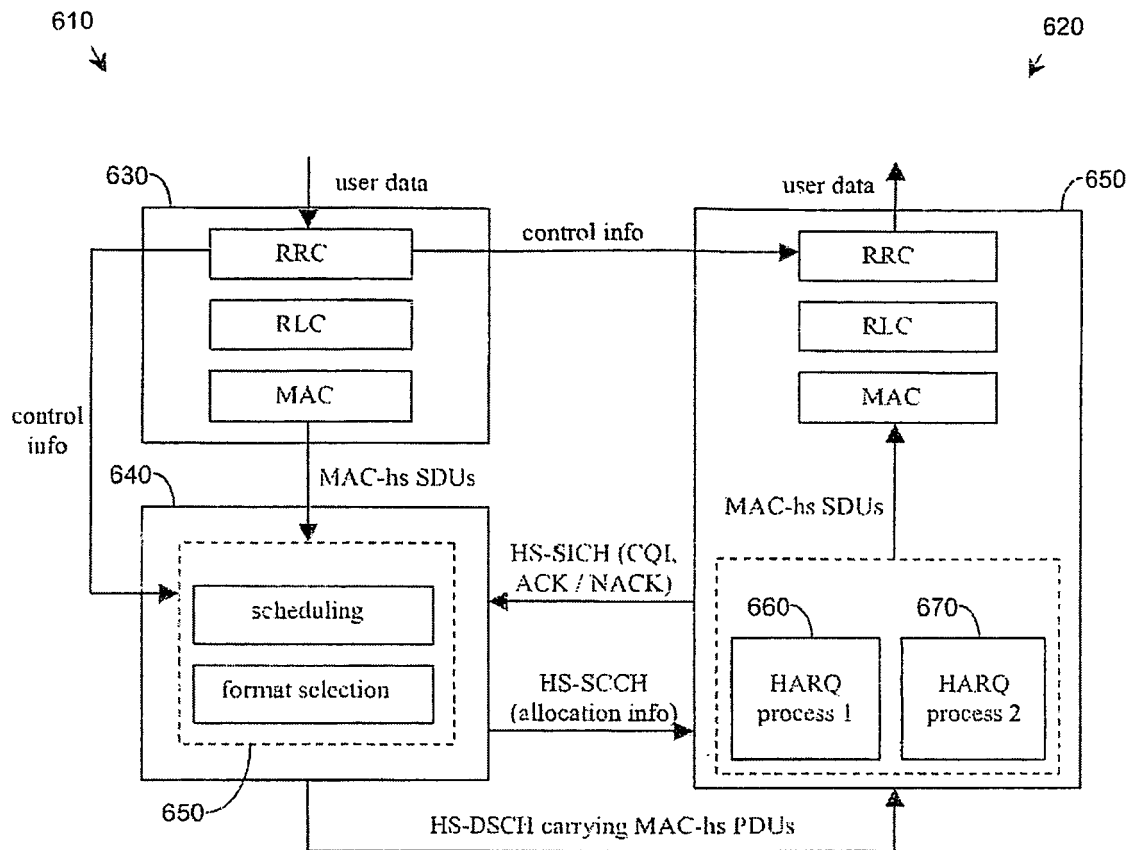 610
620
630
user data
user data
650
RRC
control info
RRC
RLC
RLC
MAC
MAC
control
info
640
MAC-hs SDUs
MAC-hs SDUs
HS-SICH (CQI,
ACK / NACK)
scheduling
660
670
format selection
HS-SCCH
(allocation info)
HARQ
process 1
HARQ
process 2
650
HS-DSCH carrying MAC-hs PDUs